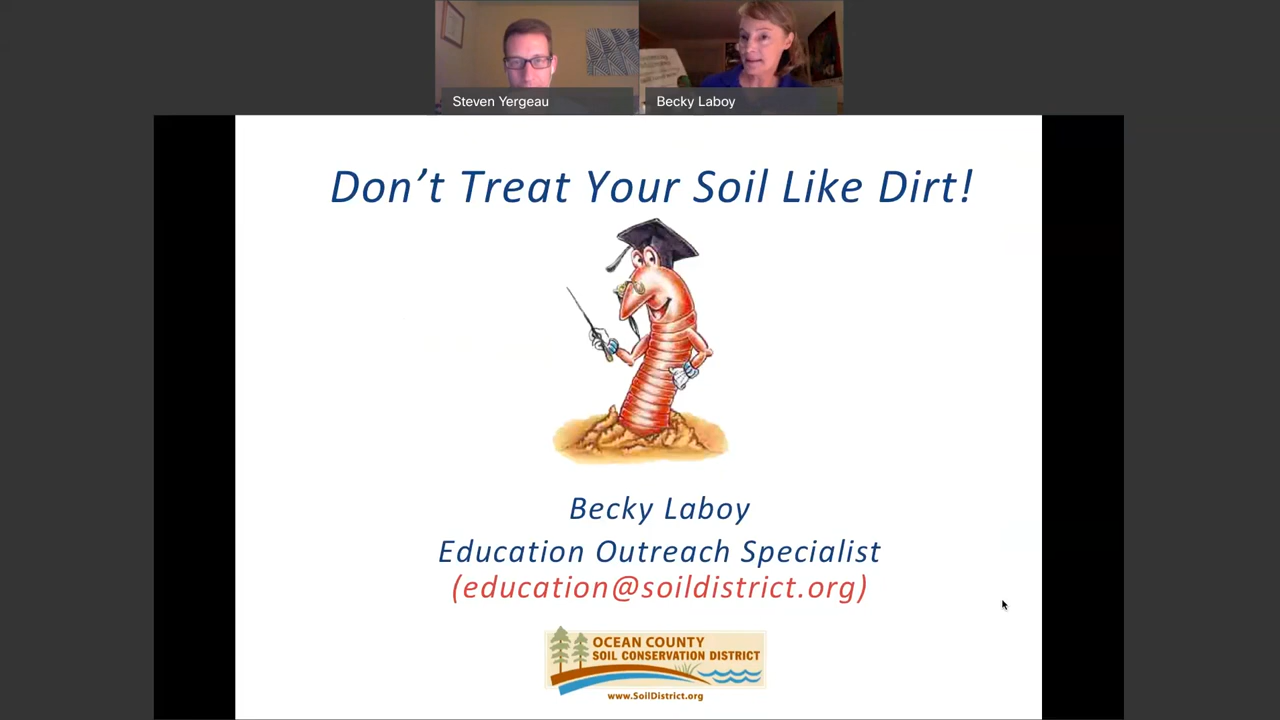 Steven Yergeau
Becky Laboy
Don't Treat Your Soil Like Dirt!
Becky Laboy
Education Outreach Specialist
(education@soildistrict.org)
OCEAN COUNTY
SOIL CONSERVATION DISTRICT
www.SoilDistrict.org